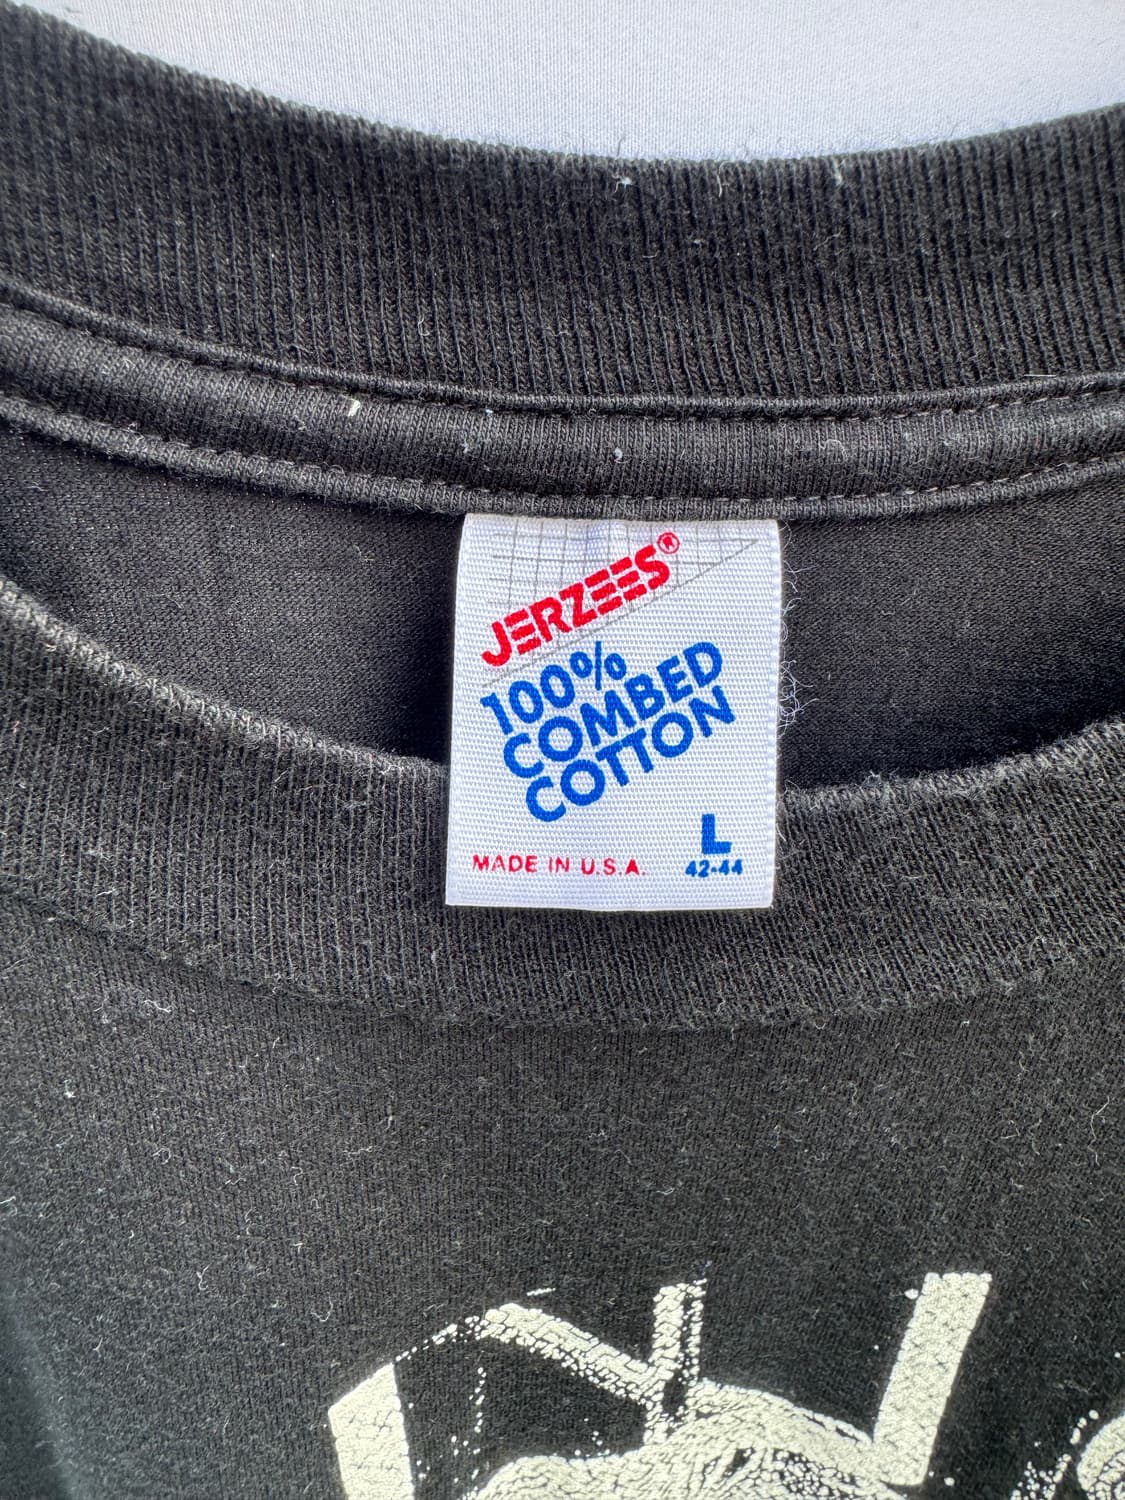 JERZEES®
100%
COMBED
COTTON
L
MADE IN U.S.A. 42-44